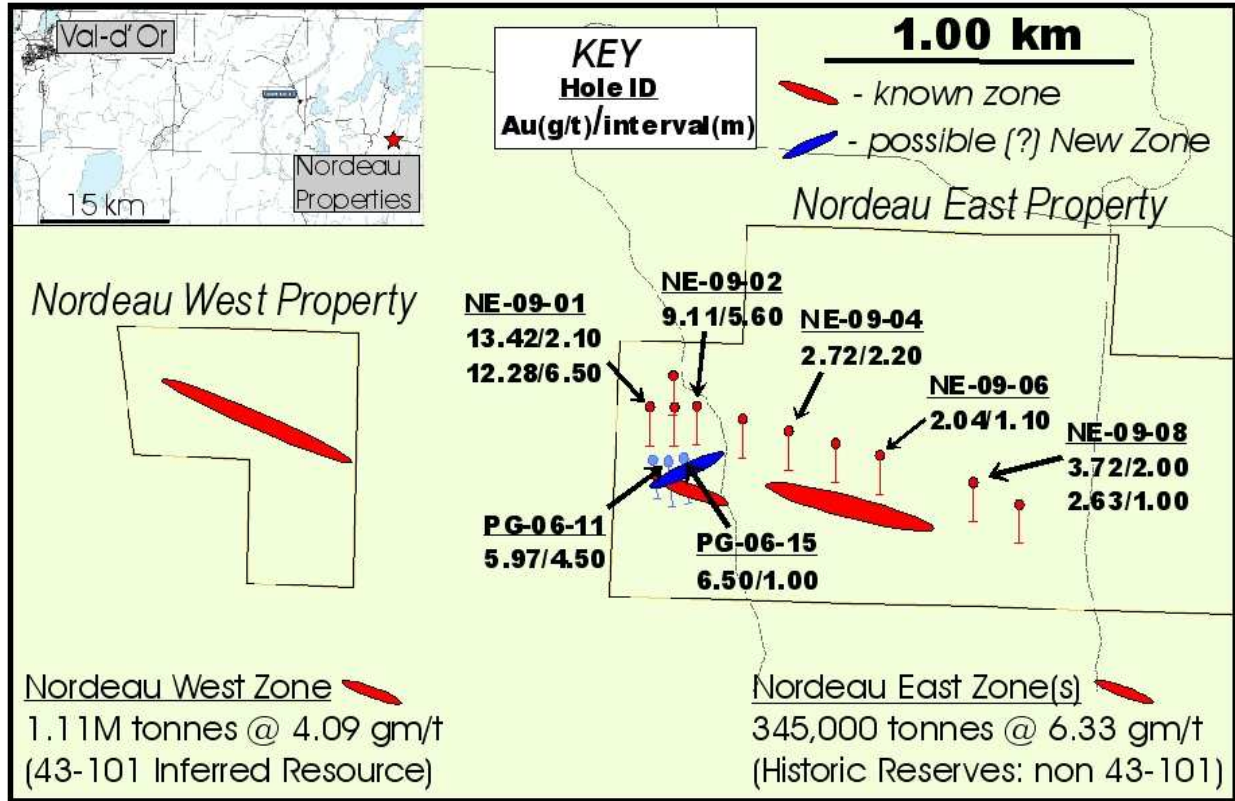 Val-d'Or
Nordeau
Properties
15 km
KEY
Hole ID
Au(g/t)/interval(m)
1.00 km
- known zone
- possible (?) New Zone
Nordeau East Property
Nordeau West Property
NE-09-01
13.42/2.10
12.28/6.50
NE-09-02
9.11/5.60
NE-09-04
2.72/2.20
NE-09-06
2.04/1.10
NE-09-08
3.72/2.00
2.63/1.00
PG-06-11
5.97/4.50
PG-06-15
6.50/1.00
Nordeau West Zone
1.11M tonnes @ 4.09 gm/t
(43-101 Inferred Resource)
Nordeau East Zone(s)
345,000 tonnes @ 6.33 gm/t
(Historic Reserves: non 43-101)